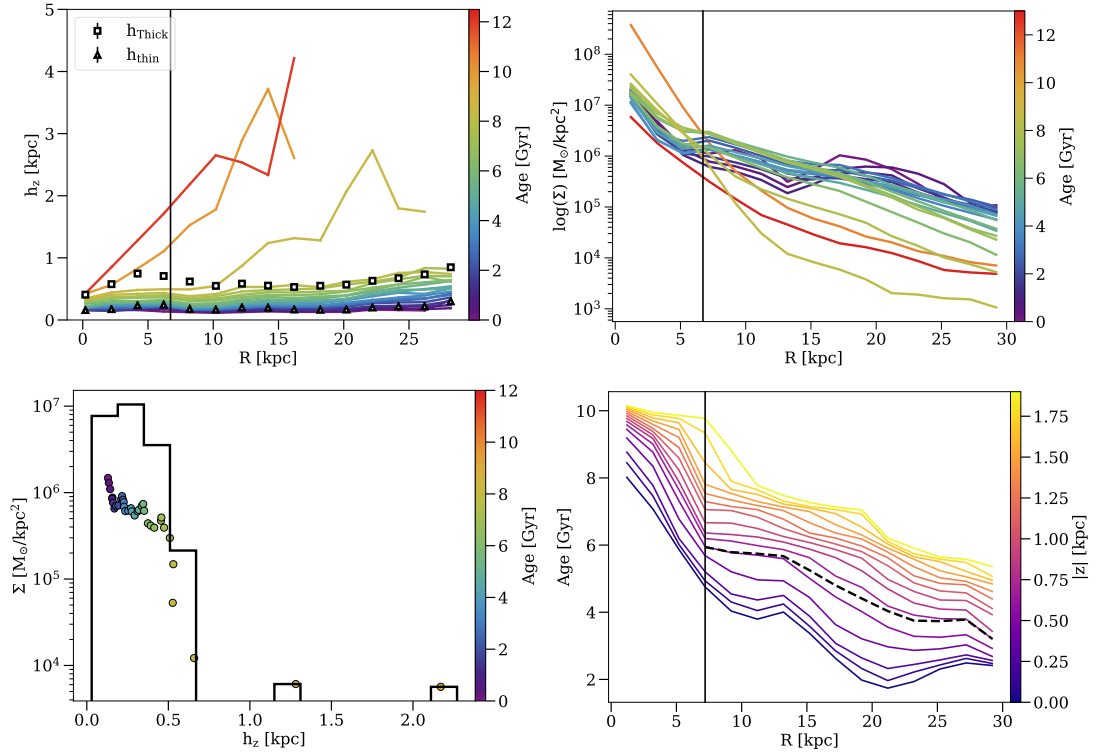 5
4
3
2
1
0
h_z [kpc]
h_Thick
h_thin
0 5 10 15 20 25
R [kpc]
12
10
8
6
4
2
0
Age [Gyr]
10^8
10^7
10^6
10^5
10^4
10^3
log(Σ) [M_⊙/kpc^2]
0 5 10 15 20 25 30
R [kpc]
12
10
8
6
4
2
0
Age [Gyr]
10^7
10^6
10^5
10^4
Σ [M_⊙/kpc^2]
0.0 0.5 1.0 1.5 2.0
h_z [kpc]
12
10
8
6
4
2
0
Age [Gyr]
10
8
6
4
2
Age [Gyr]
0 5 10 15 20 25 30
R [kpc]
1.75
1.50
1.25
1.00
0.75
0.50
0.25
0.00
|z| [kpc]